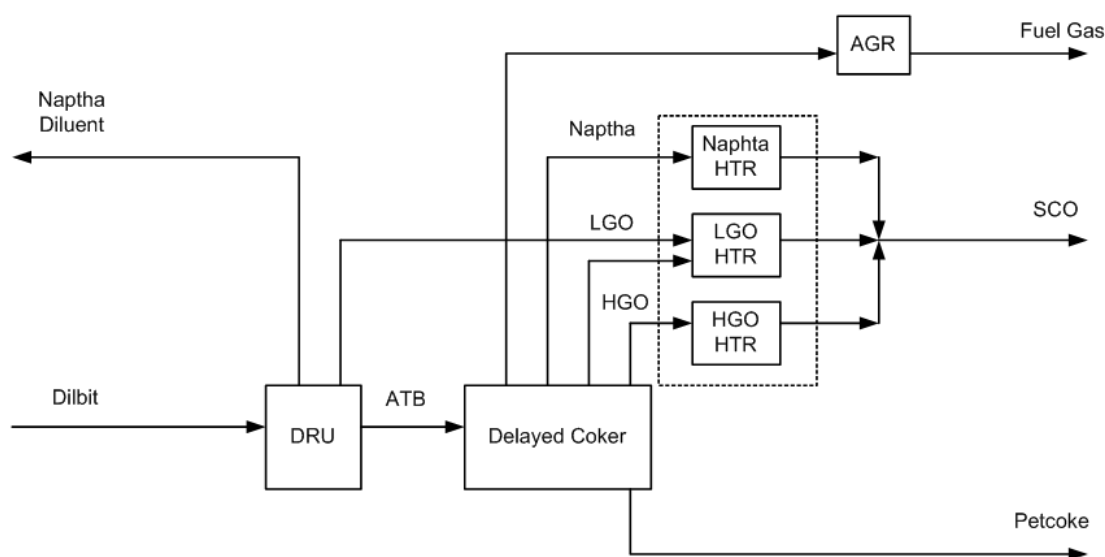 Fuel Gas
AGR
Naptha
Diluent
Naptha
Naphta
HTR
LGO
LGO
HTR
SCO
HGO
HGO
HTR
Dilbit
DRU
ATB
Delayed Coker
Petcoke